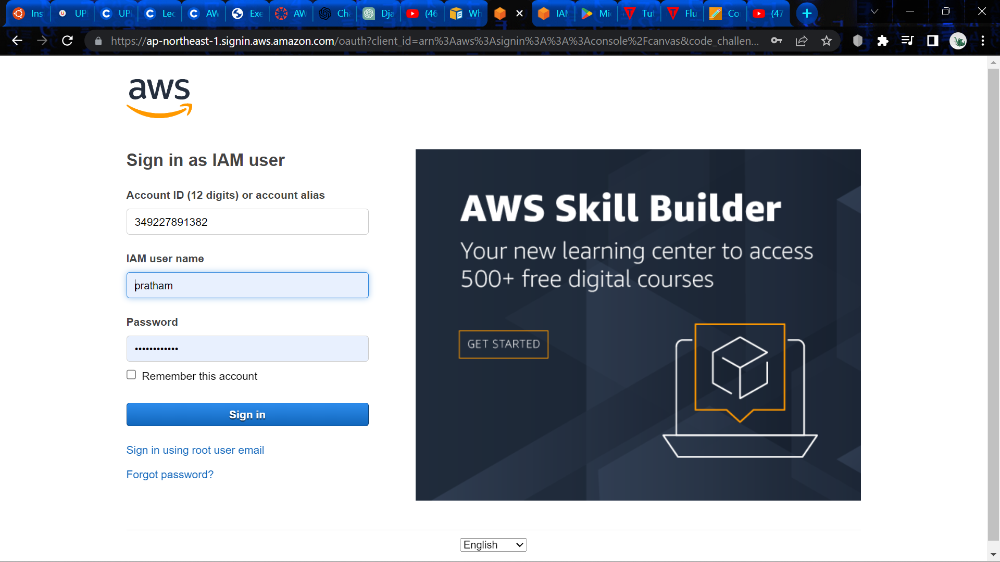 Ins
UP
UP
Lec
AW
Exe
AW
Ch
Dja
(46
Wh
IAM
Mi
Tut
Flu
Co
(47
https://ap-northeast-1.signin.aws.amazon.com/oauth?client_id=arn%3Aaws%3Asignin%3A%3A%3Aconsole%2Fcanvas&code_challen...
aws
Sign in as IAM user
Account ID (12 digits) or account alias
349227891382
IAM user name
pratham
Password
••••••••••••
Remember this account
Sign in
Sign in using root user email
Forgot password?
AWS Skill Builder
Your new learning center to access
500+ free digital courses
GET STARTED
English